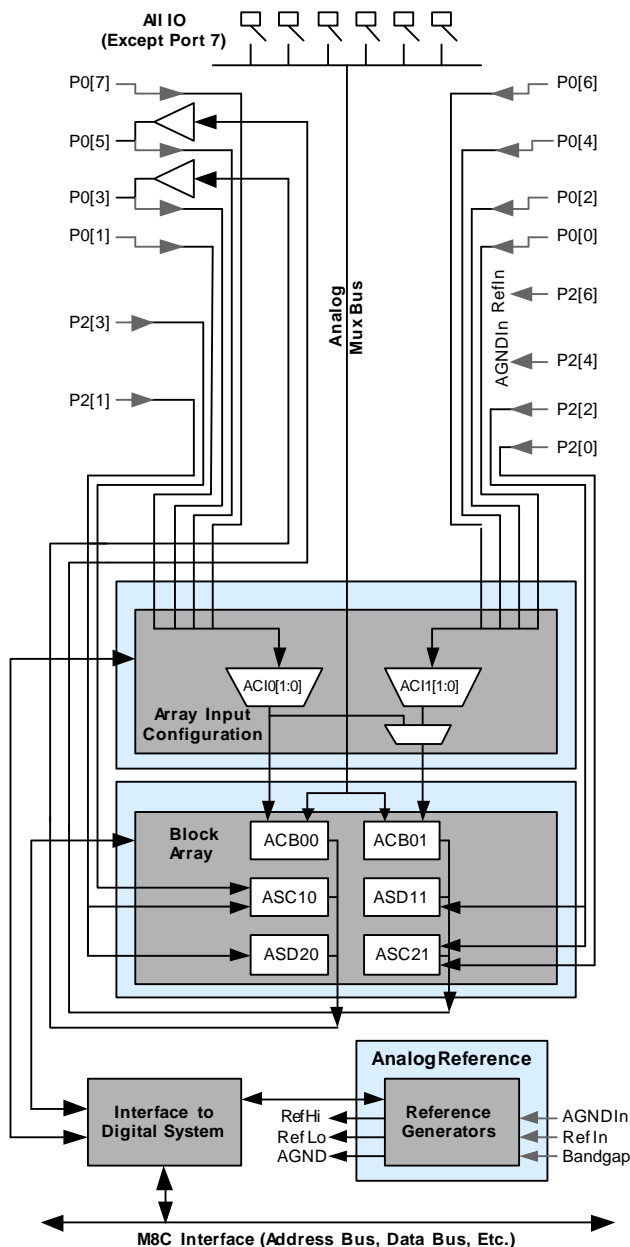 All IO
(Except Port 7)
P0[7]
P0[6]
P0[5]
P0[4]
P0[3]
P0[2]
P0[1]
P0[0]
Analog
Mux Bus
AGNDIn RefIn
P2[6]
P2[3]
P2[4]
P2[1]
P2[2]
P2[0]
ACI0[1:0]
ACI1[1:0]
Array Input
Configuration
Block
Array
ACB00
ACB01
ASC10
ASD11
ASD20
ASC21
Analog Reference
Interface to
Digital System
Reference
Generators
RefHi
RefLo
AGND
AGNDIn
RefIn
Bandgap
M8C Interface (Address Bus, Data Bus, Etc.)